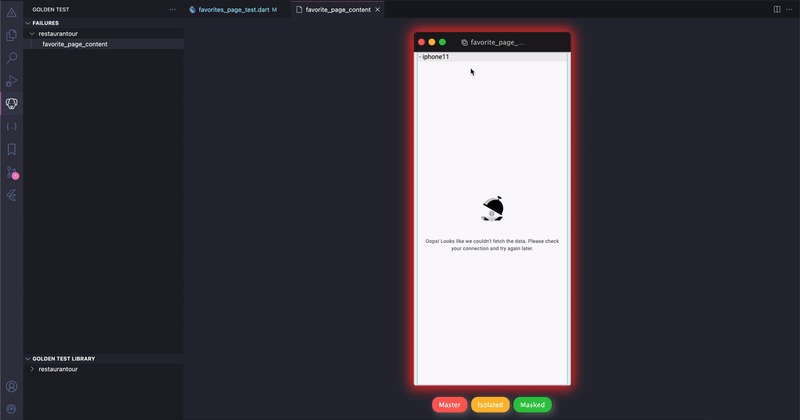 GOLDEN TEST
favorites_page_test.dart M
favorite_page_content
FAILURES
restaurantour
favorite_page_content
favorite_page_...
- iphone11
Oops! Looks like we couldn't fetch the data. Please check
your connection and try again later.
GOLDEN TEST LIBRARY
restaurantour
Master
Isolated
Masked